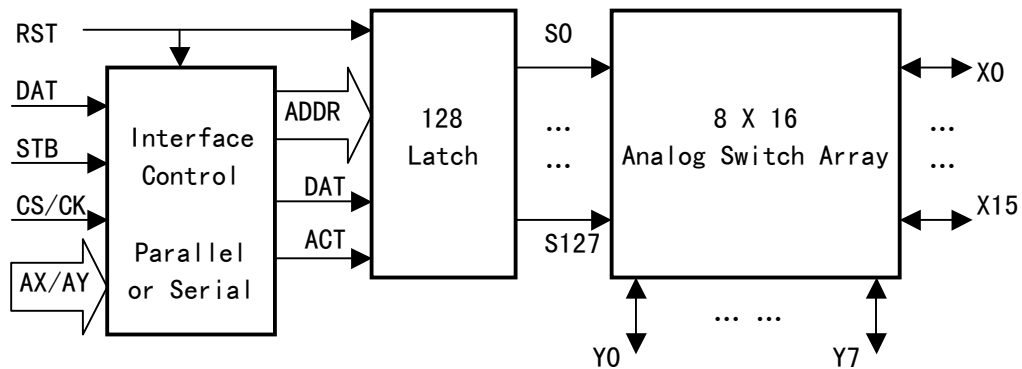 RST
DAT
STB
CS/CK
AX/AY
Interface
Control
Parallel
or Serial
ADDR
DAT
ACT
128
Latch
S0
...
...
S127
8 X 16
Analog Switch Array
X0
...
...
X15
Y0
... ...
Y7